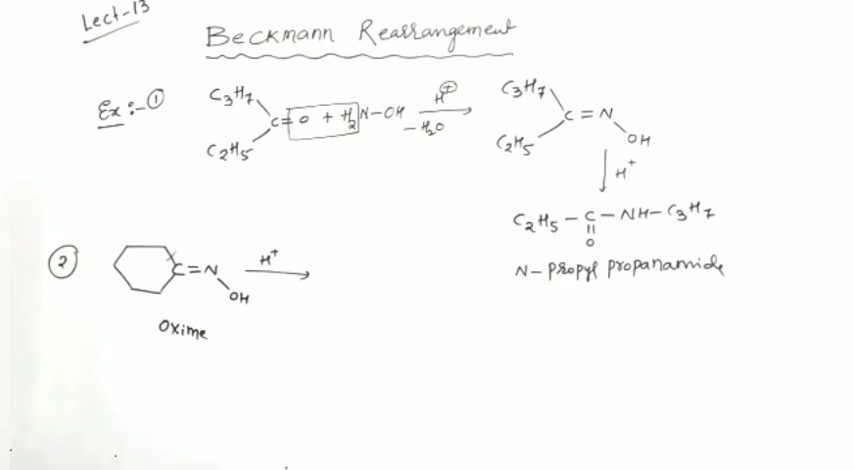 Lect-13
Beckmann Rearrangement
Ex:- ① C3H7 C2H5 C=O + H2N-OH H⊕ -H2O C3H7 C2H5 C=N OH
H+
C2H5-C-NH-C3H7
O
N-propyl propanamide
② C=N OH H+
Oxime